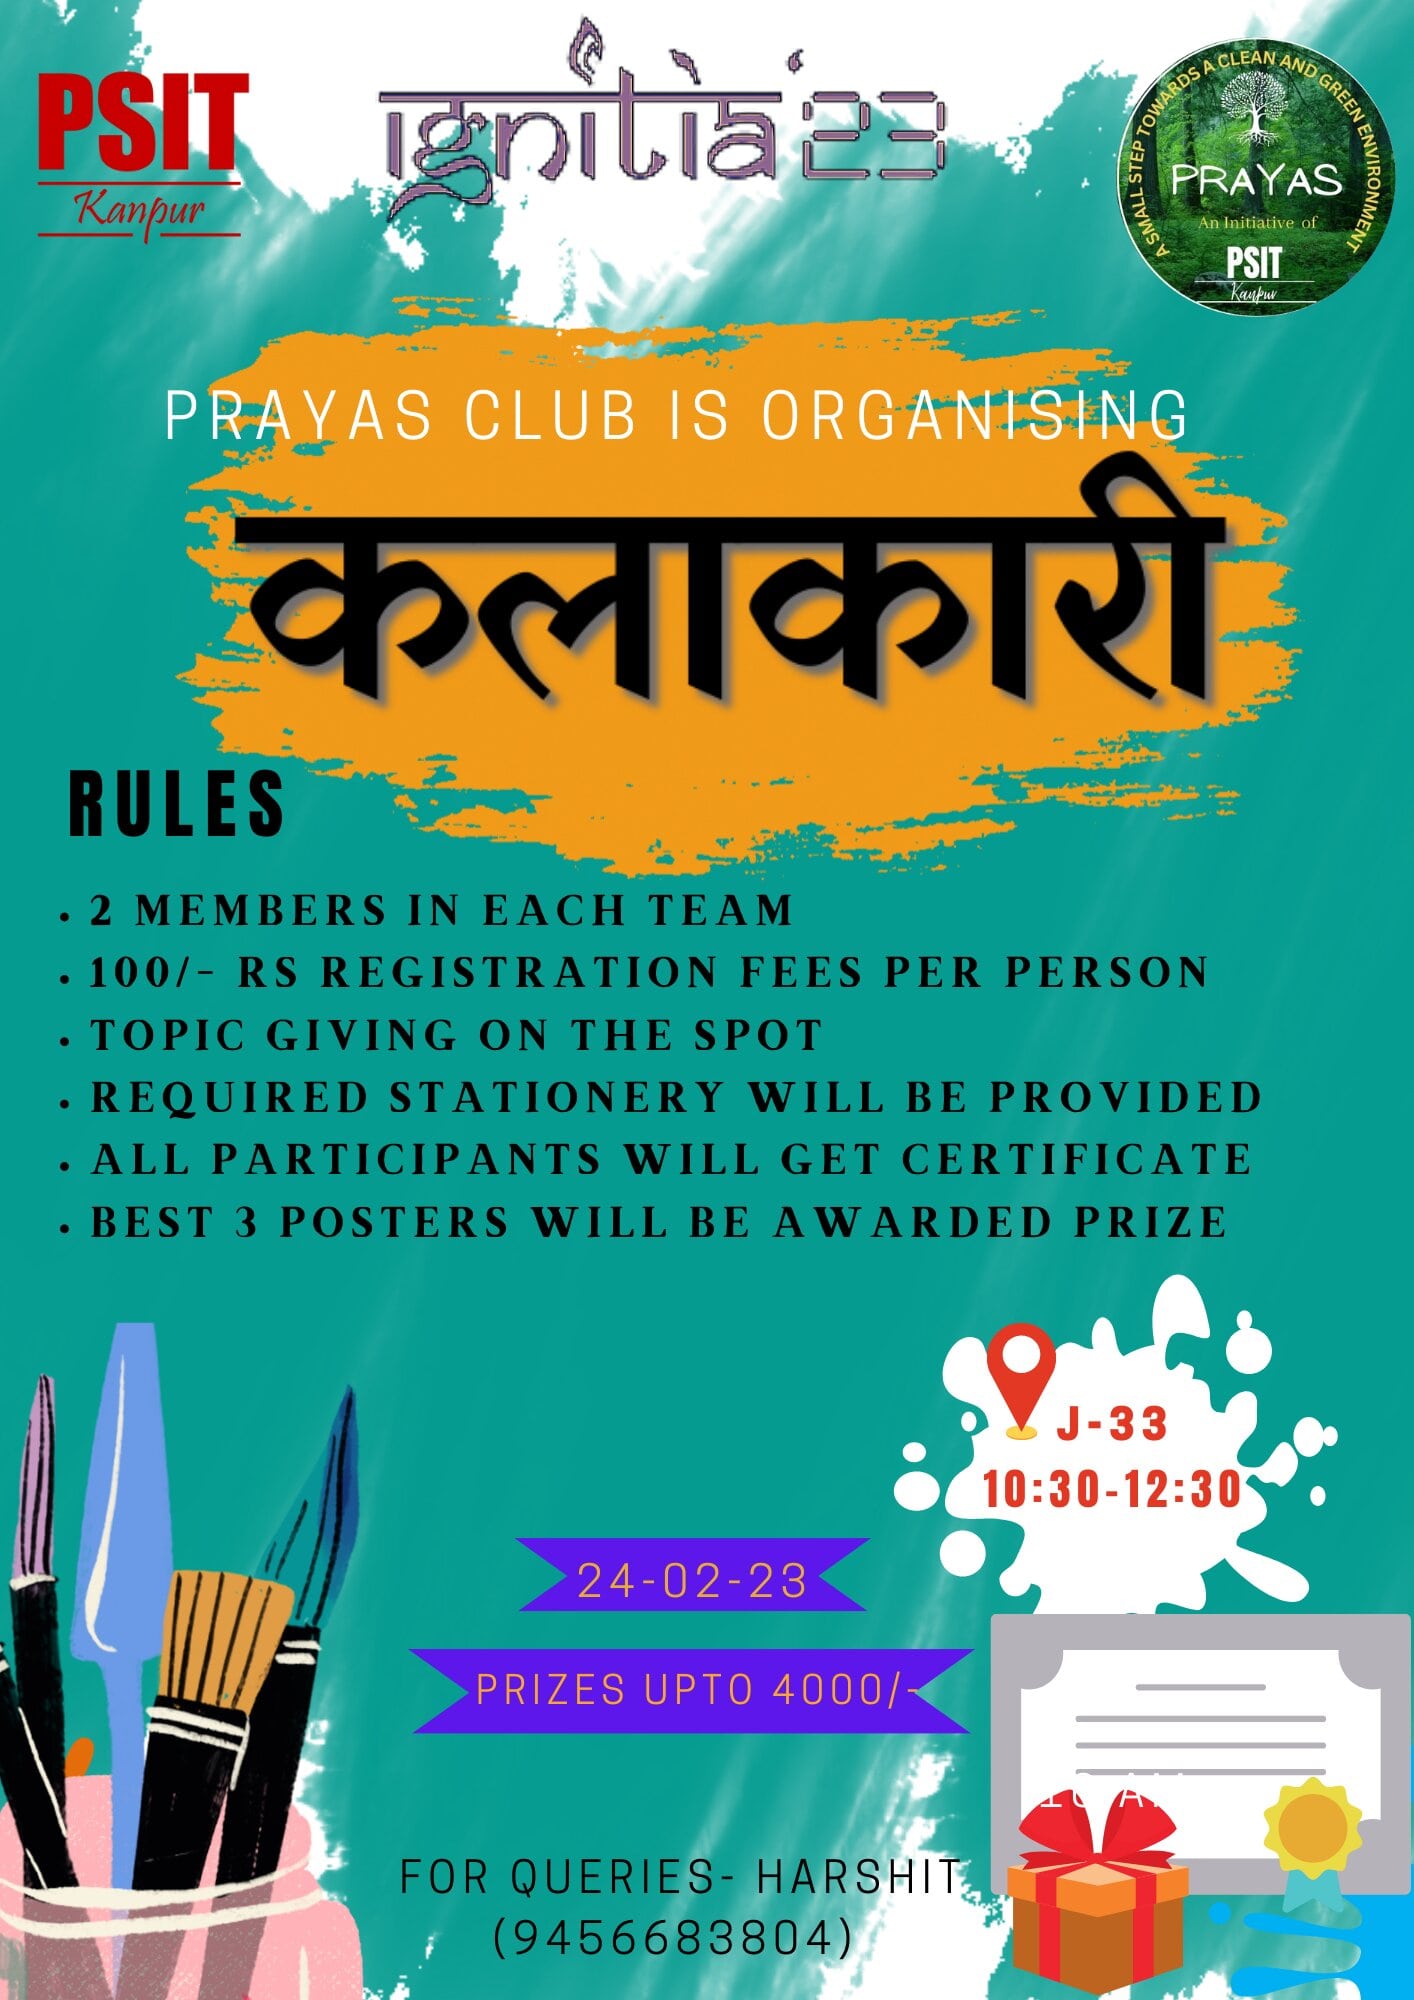 PSIT
Kanpur
ignitia'23
A SMALL STEP TOWARDS A CLEAN AND GREEN ENVIRONMENT
PRAYAS
An Initiative of
PSIT
Kanpur
PRAYAS CLUB IS ORGANISING
कलाकारी
RULES
• 2 MEMBERS IN EACH TEAM
• 100/- RS REGISTRATION FEES PER PERSON
• TOPIC GIVING ON THE SPOT
• REQUIRED STATIONERY WILL BE PROVIDED
• ALL PARTICIPANTS WILL GET CERTIFICATE
• BEST 3 POSTERS WILL BE AWARDED PRIZE
J-33
10:30-12:30
24-02-23
PRIZES UPTO 4000/-
FOR QUERIES- HARSHIT
(9456683804)